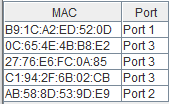 MAC Port
B9:1C:A2:ED:52:0D Port 1
0C:65:4E:4B:B8:E2 Port 3
27:76:E6:FC:0A:85 Port 3
C1:94:2F:6B:02:CB Port 3
AB:58:8D:53:9D:E9 Port 2